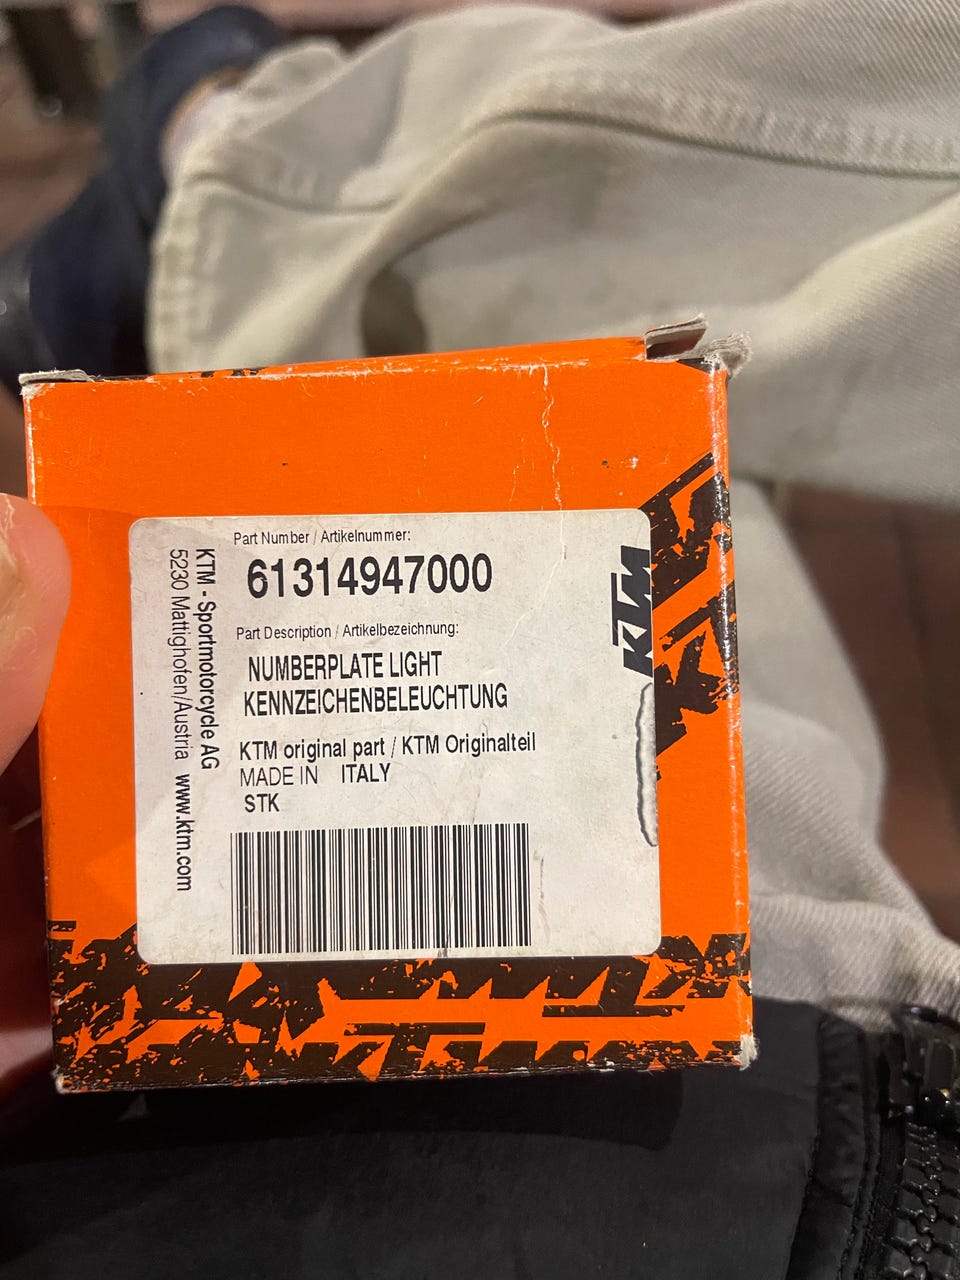 Part Number / Artikelnummer:
61314947000
Part Description / Artikelbezeichnung:
NUMBERPLATE LIGHT
KENNZEICHENBELEUCHTUNG
KTM original part / KTM Originalteil
MADE IN ITALY
STK
KTM - Sportmotorcycle AG
5230 Mattighofen/Austria www.ktm.com
KTM
KTM